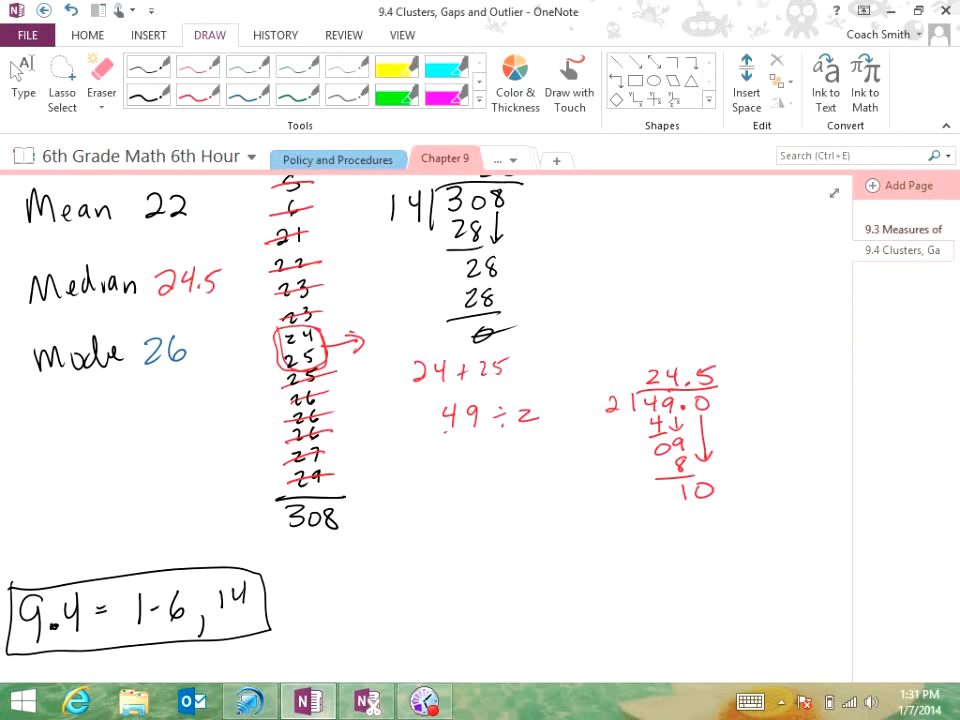 9.4 Clusters, Gaps and Outlier - OneNote
FILE HOME INSERT DRAW HISTORY REVIEW VIEW
Coach Smith
Type
Lasso Select
Eraser
Color & Thickness
Draw with Touch
Insert Space
Ink to Text
Ink to Math
Tools
Shapes
Edit
Convert
6th Grade Math 6th Hour
Policy and Procedures
Chapter 9
...
Search (Ctrl+E)
Add Page
9.3 Measures of
9.4 Clusters, Ga
Mean 22
Median 24.5
Mode 26
5
6
21
22
23
23
24
25
25
26
26
26
27
29
308
14 308
28
28
28
0
24 + 25
49 ÷ 2
24.5
2 49.0
4
09
8
10
9.4 = 1-6, 14
1:31 PM
1/7/2014